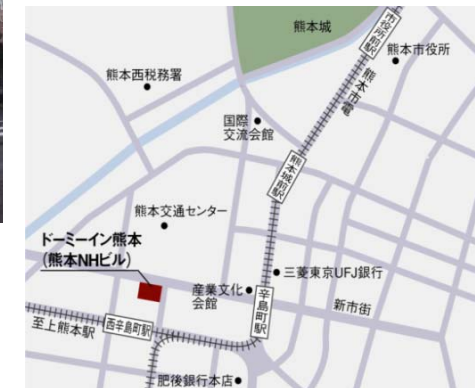 熊本城
市役所前駅
熊本市役所
熊本西税務署
熊本市電
国際
交流会館
熊本城前駅
熊本交通センター
ドーミーイン熊本
(熊本NHビル)
三菱東京UFJ銀行
産業文化
会館
辛島町駅
新市街
西辛島町駅
至上熊本駅
肥後銀行本店